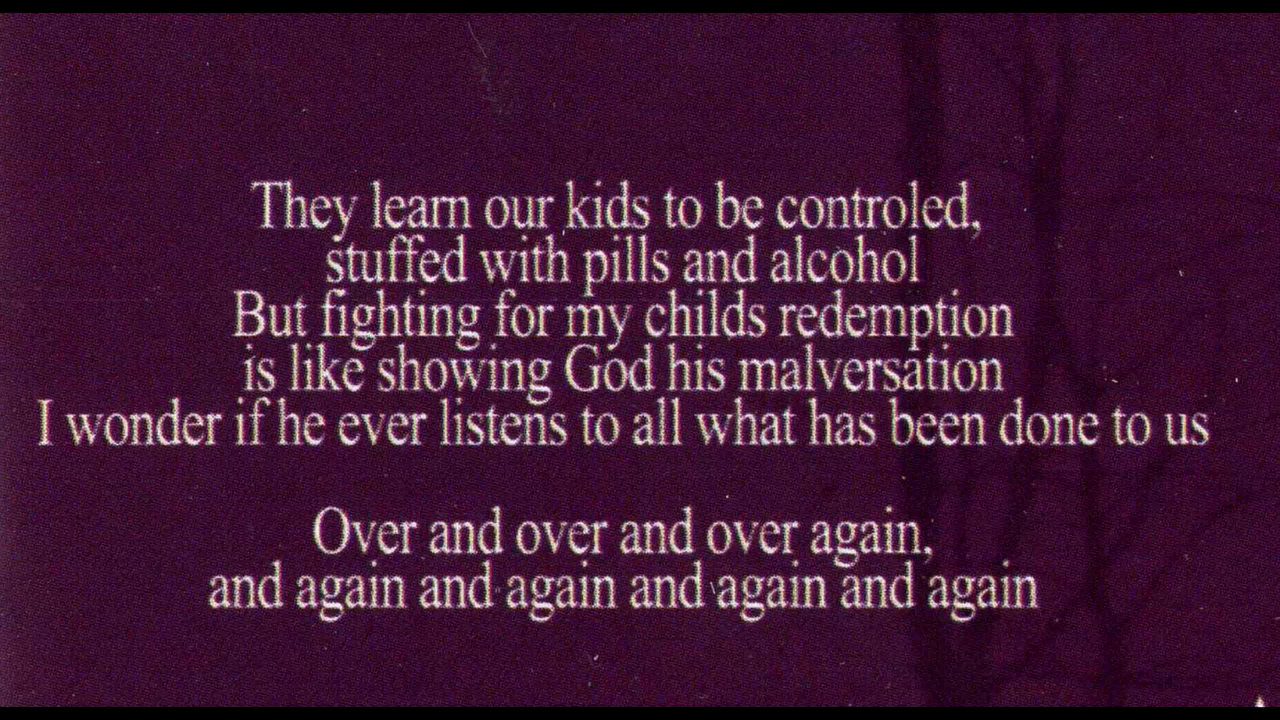 They learn our kids to be controled,
stuffed with pills and alcohol
But fighting for my childs redemption
is like showing God his malversation
I wonder if he ever listens to all what has been done to us
Over and over and over again,
and again and again and again and again